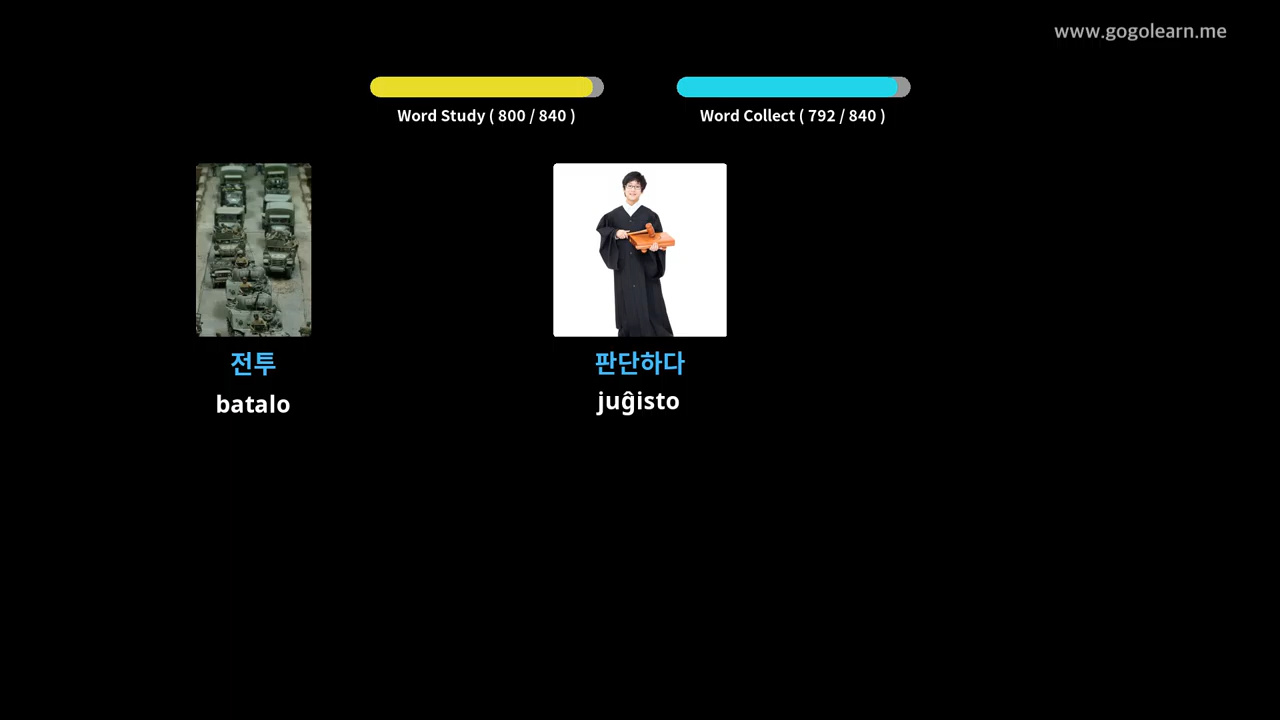 www.gogolearn.me
Word Study ( 800 / 840 )
Word Collect ( 792 / 840 )
전투
batalo
판단하다
juĝisto